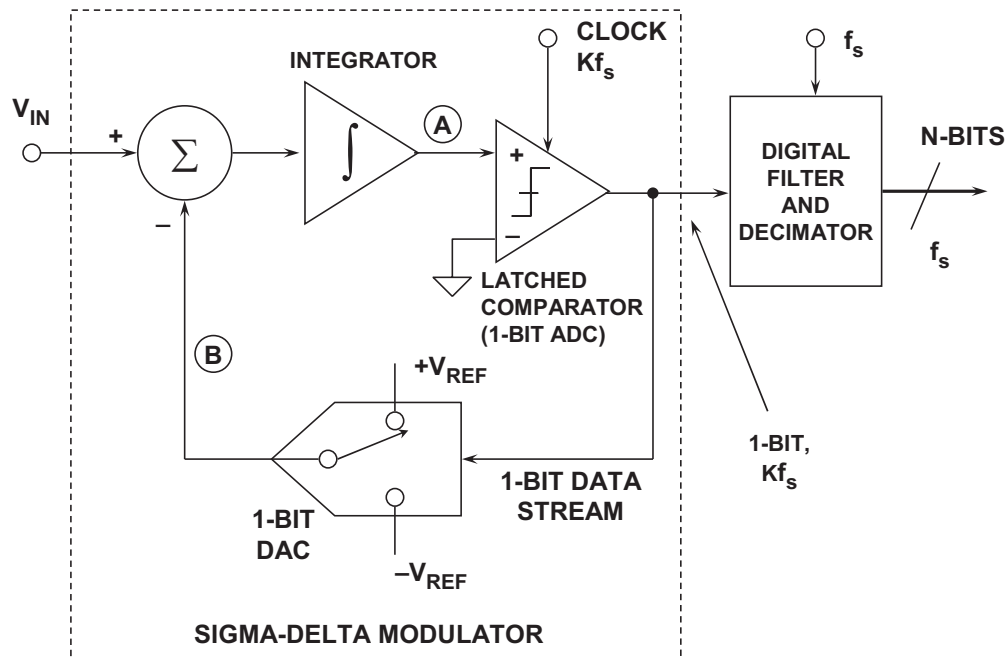 CLOCK
Kfs
fs
INTEGRATOR
VIN
A
+
Σ
∫
+
–
–
DIGITAL
FILTER
AND
DECIMATOR
N-BITS
fs
LATCHED
COMPARATOR
(1-BIT ADC)
B
+VREF
1-BIT,
Kfs
1-BIT DATA
STREAM
1-BIT
DAC
–VREF
SIGMA-DELTA MODULATOR